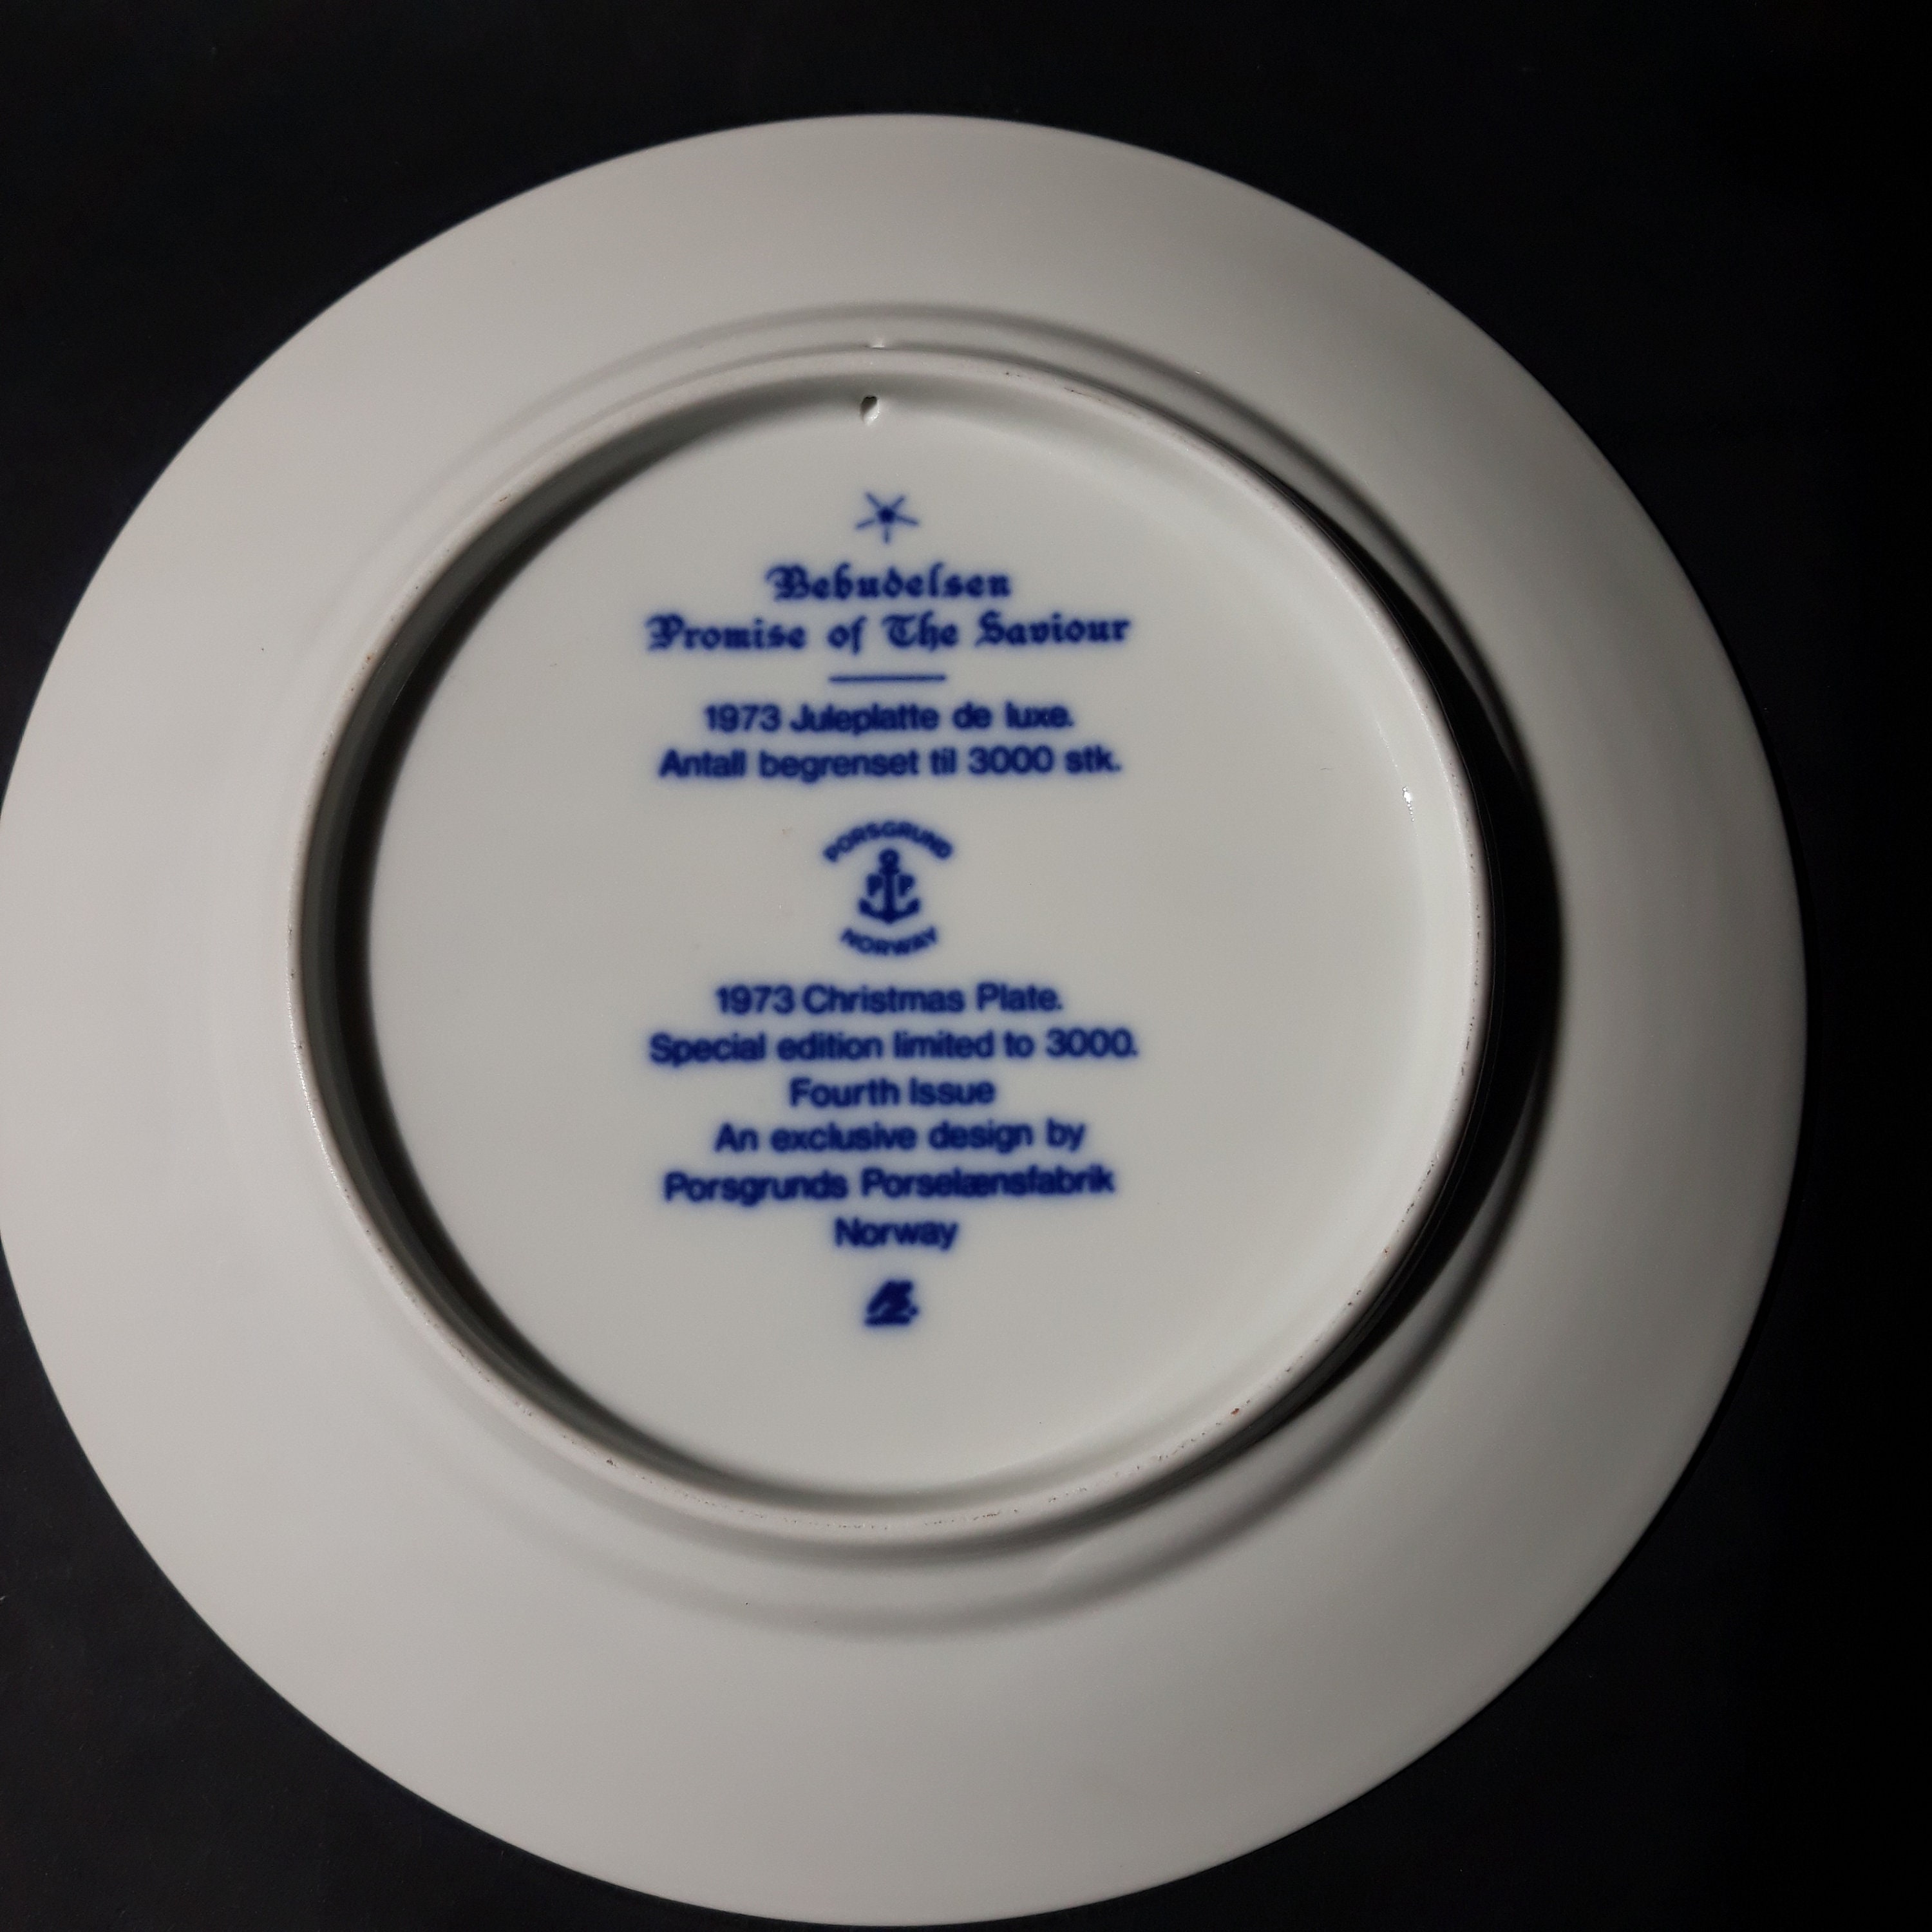 Bebudelsen
Promise of The Saviour
1973 Juleplatte de luxe.
Antall begrenset til 3000 stk.
PORSGRUND
P P
NORWAY
1973 Christmas Plate.
Special edition limited to 3000.
Fourth Issue
An exclusive design by
Porsgrunds Porselænsfabrik
Norway